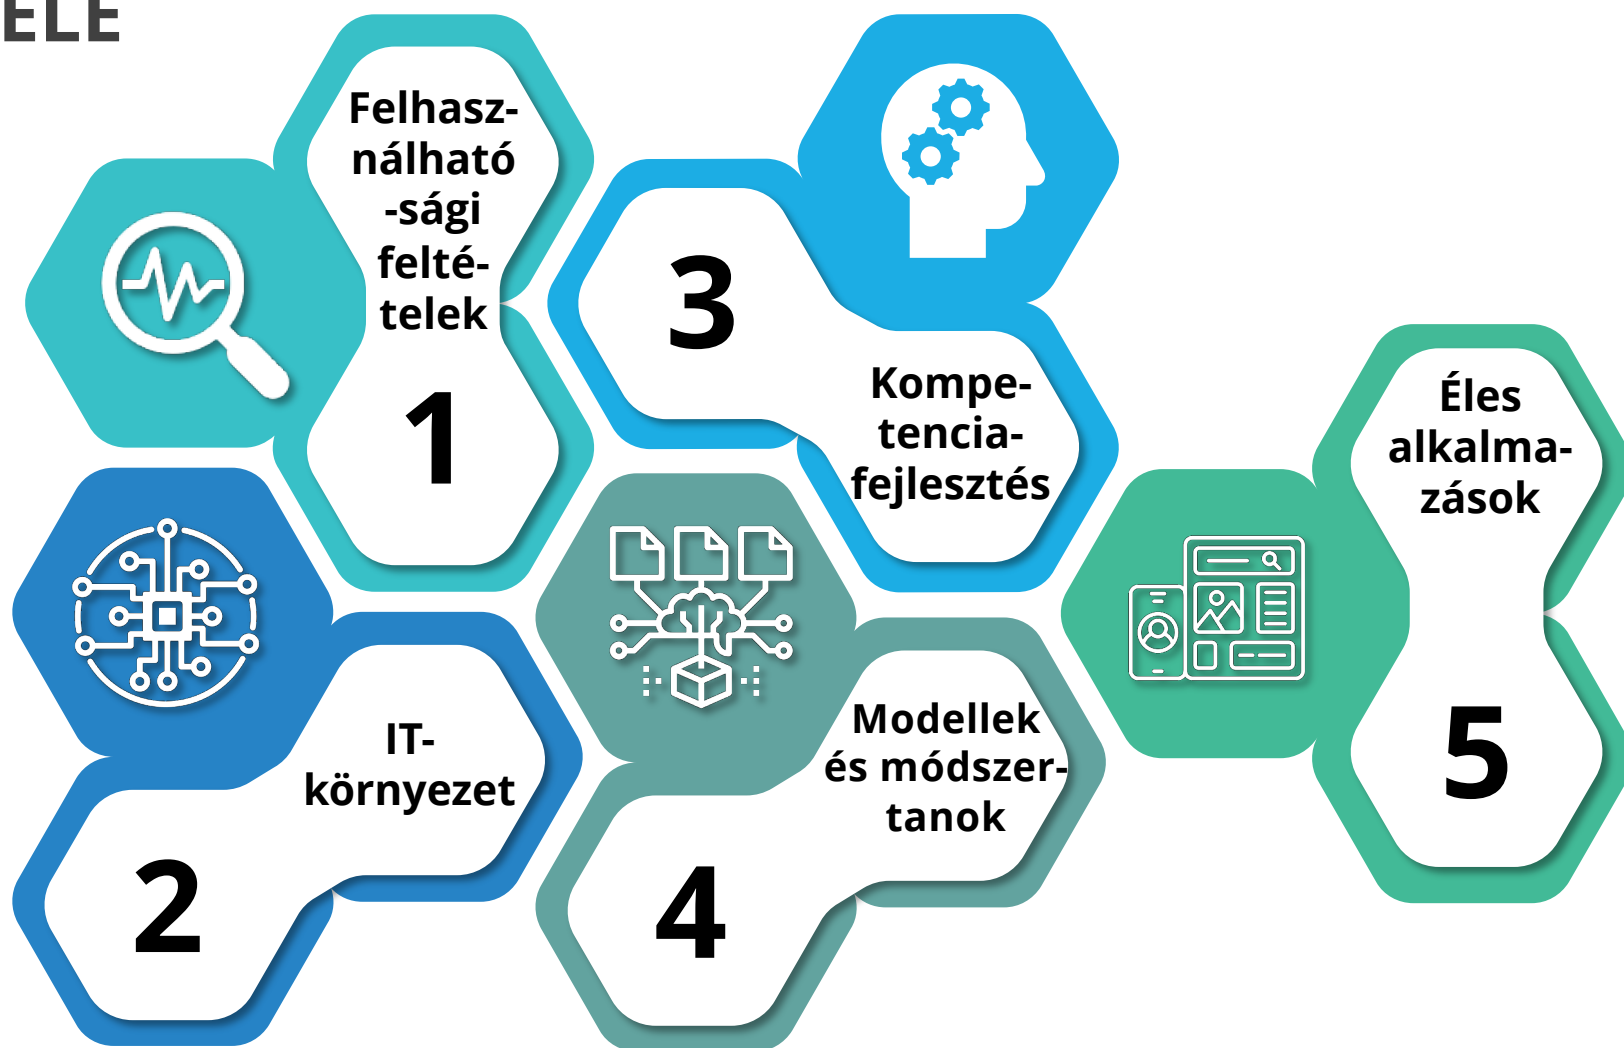 ELE
Felhasz-
nálható
-sági
felté-
telek
1
IT-
környezet
2
3
Kompe-
tencia-
fejlesztés
Modellek
és módszer-
tanok
4
Éles
alkalma-
zások
5